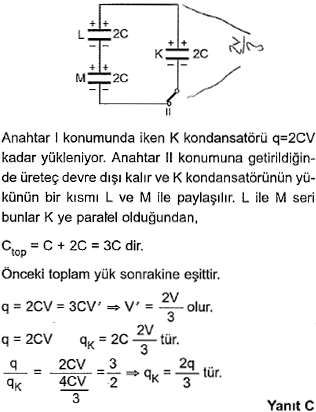 + +
+ +
L
2C
- -
K
2C
+ +
- -
M
2C
- -
II
Anahtar I konumunda iken K kondansatörü q=2CV
kadar yükleniyor. Anahtar II konumuna getirildiğin-
de üreteç devre dışı kalır ve K kondansatörünün yü-
künün bir kısmı L ve M ile paylaşılır. L ile M seri
bunlar K ye paralel olduğundan,
C_top = C + 2C = 3C dir.
Önceki toplam yük sonrakine eşittir.
q = 2CV = 3CV' ⇒ V' = 2V/3 olur.
q = 2CV q_K = 2C 2V/3 tür.
q/q_K = 2CV/(4CV/3) = 3/2 ⇒ q_K = 2q/3 tür.
Yanıt C